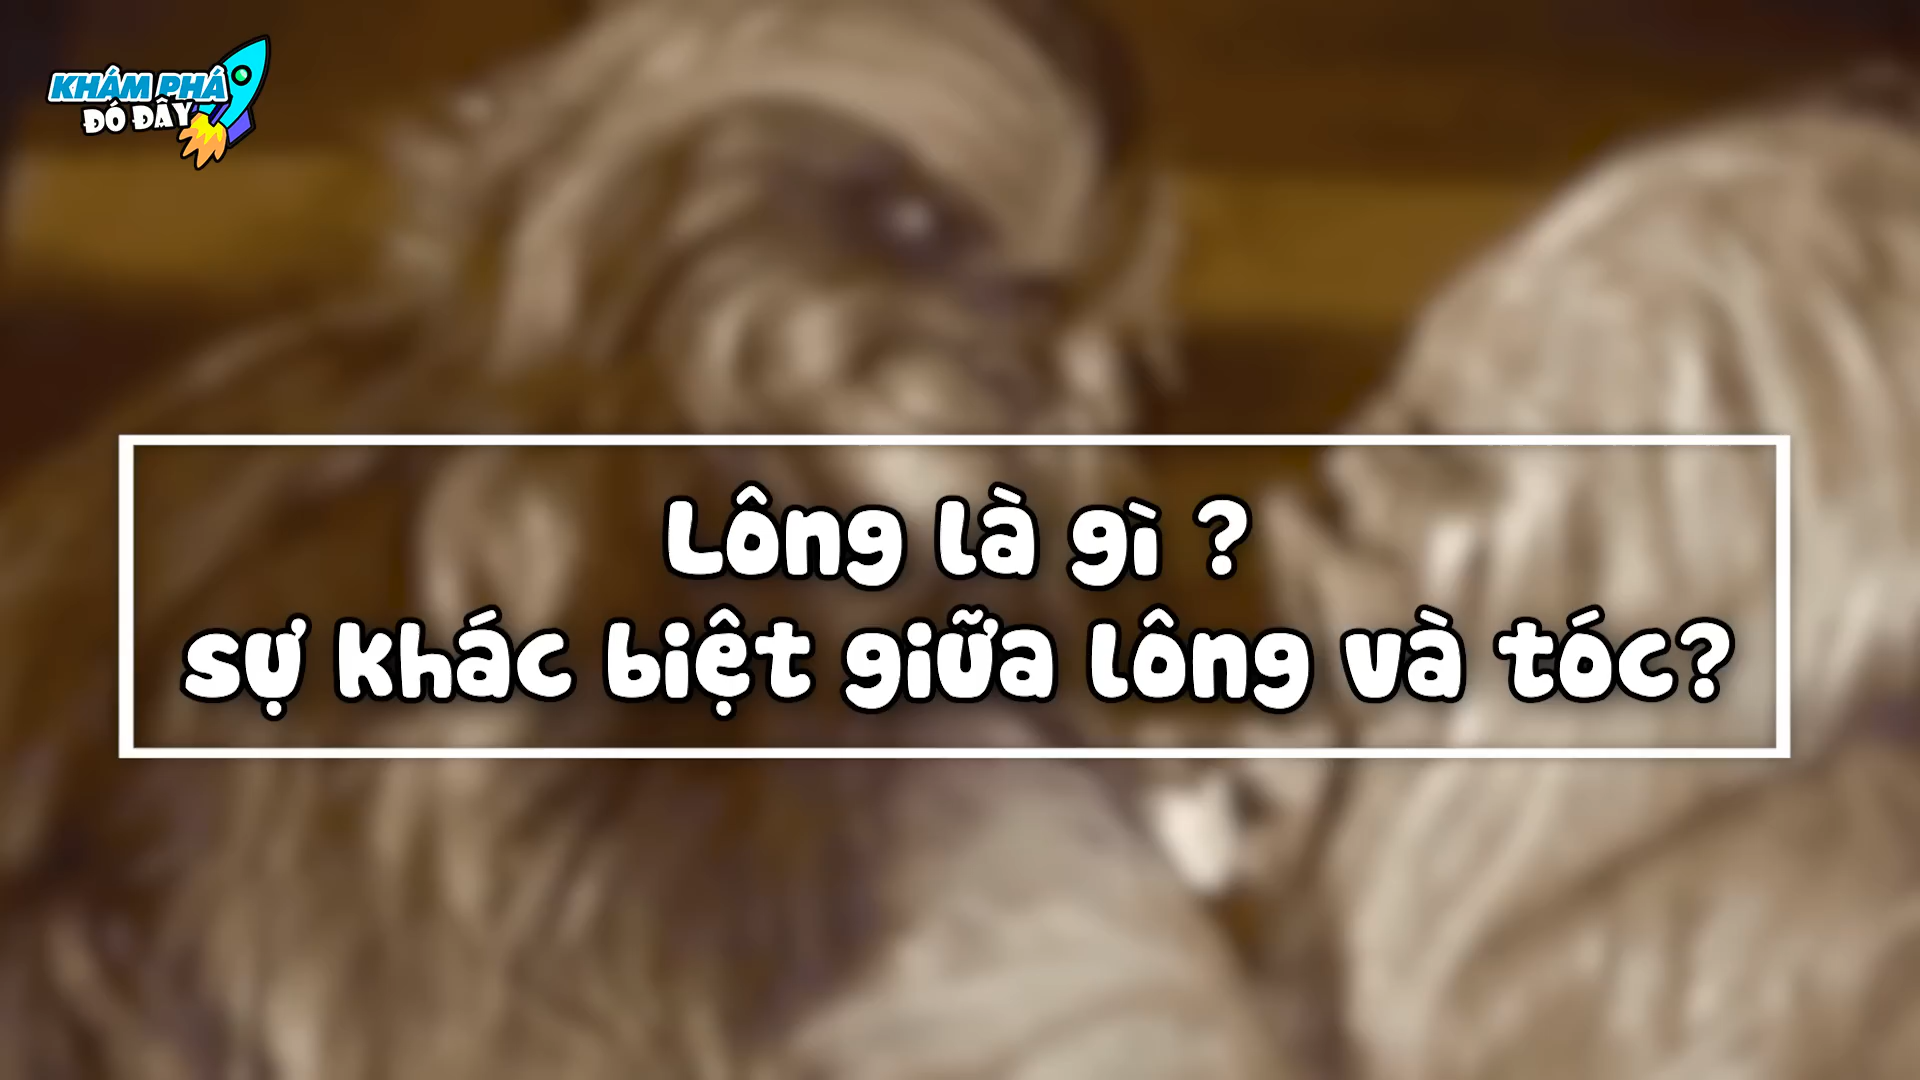 KHÁM PHÁ
ĐÓ ĐÂY
Lông là gì ?
sự khác biệt giữa lông và tóc?